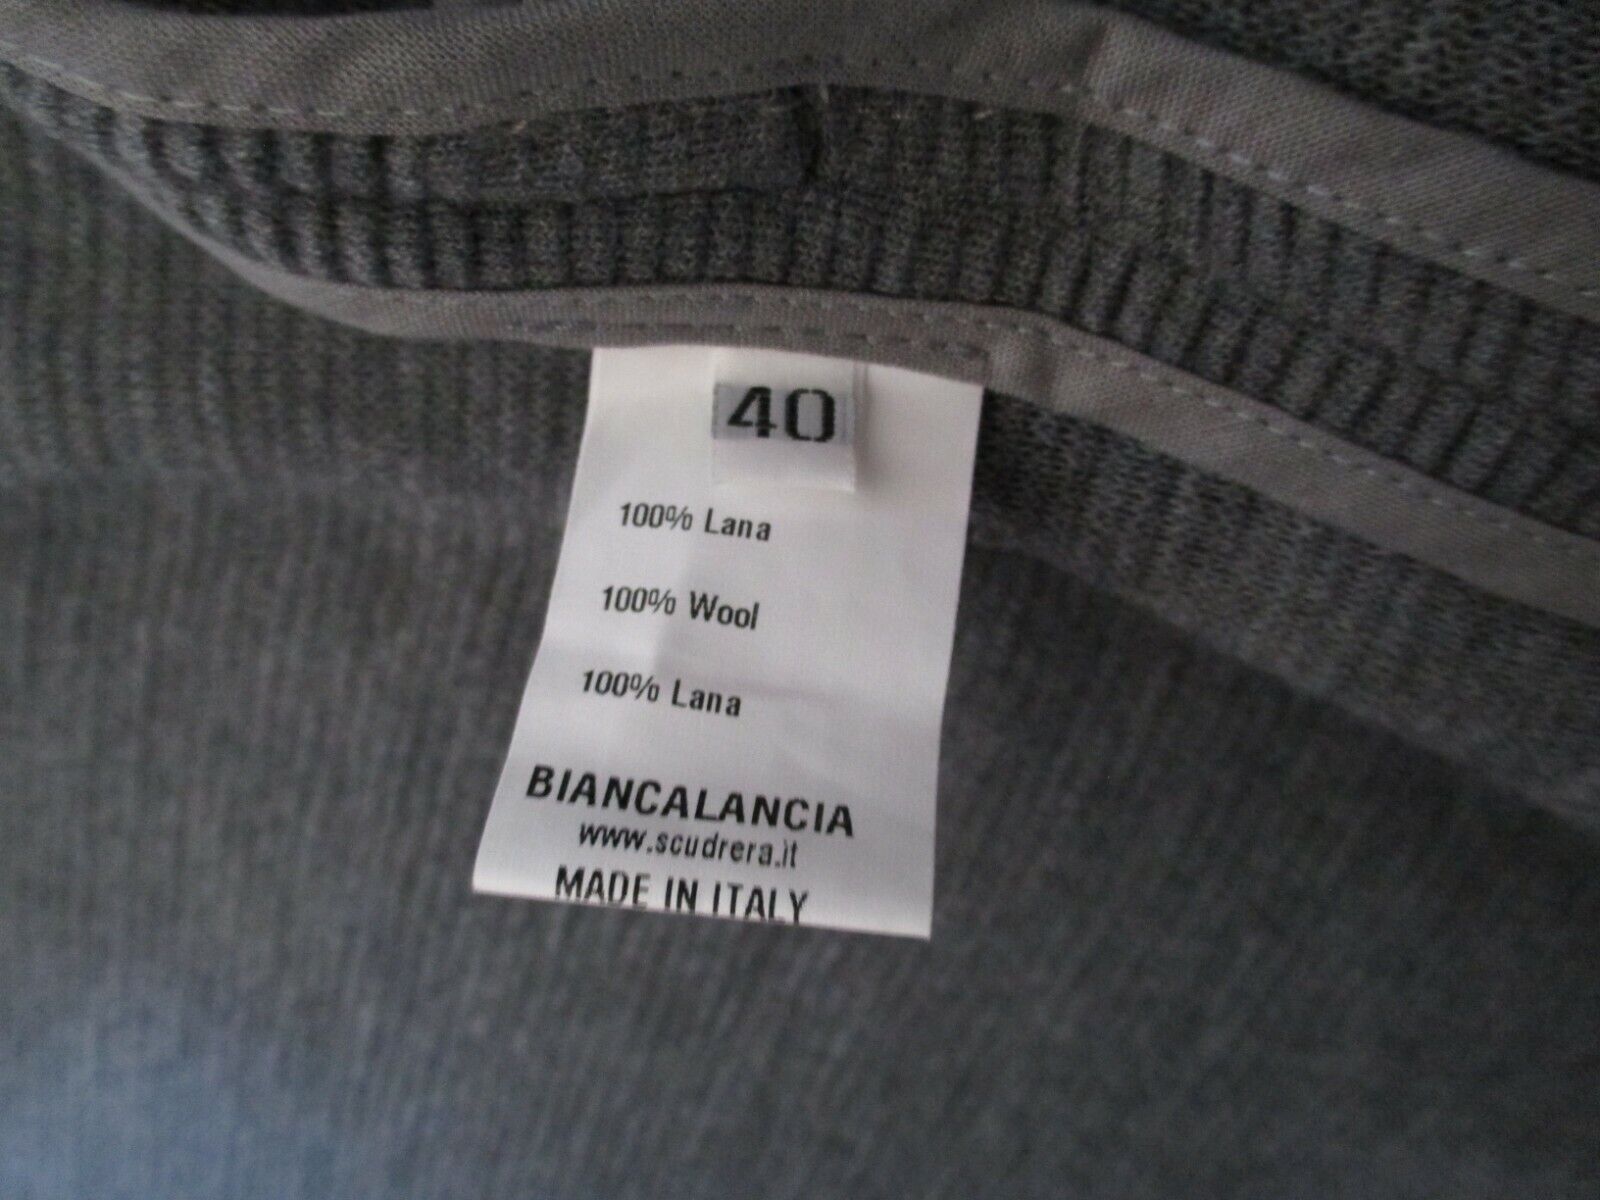 40
100% Lana
100% Wool
100% Lana
BIANCALANCIA
www.scudrera.it
MADE IN ITALY